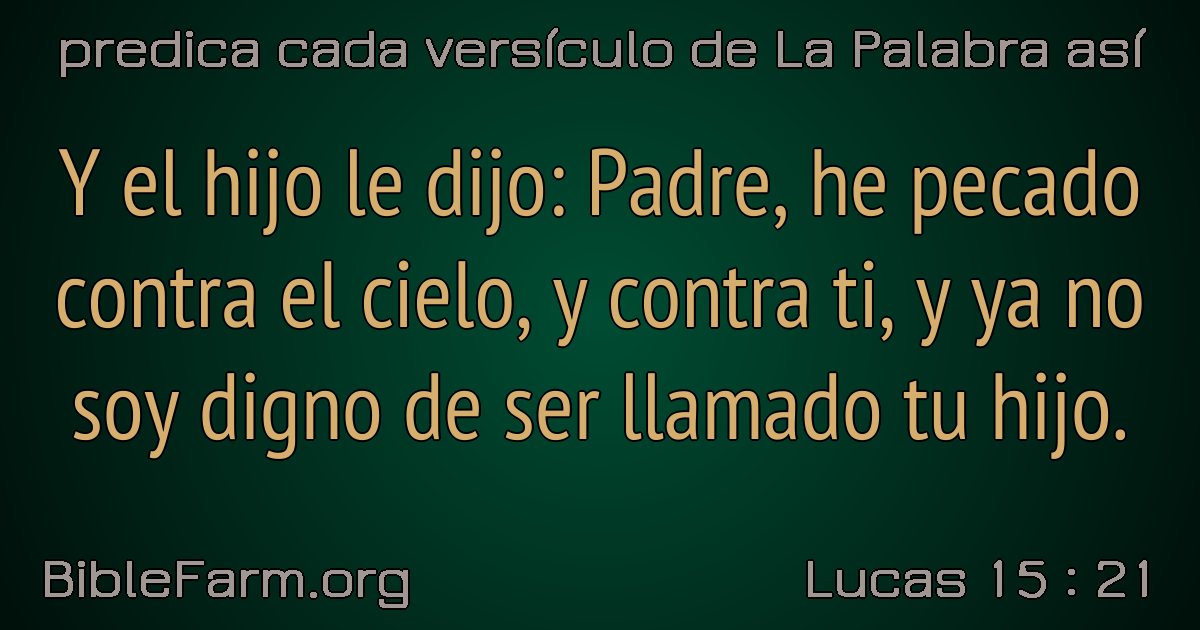 predica cada versículo de La Palabra así
Y el hijo le dijo: Padre, he pecado
contra el cielo, y contra ti, y ya no
soy digno de ser llamado tu hijo.
BibleFarm.org
Lucas 15 : 21